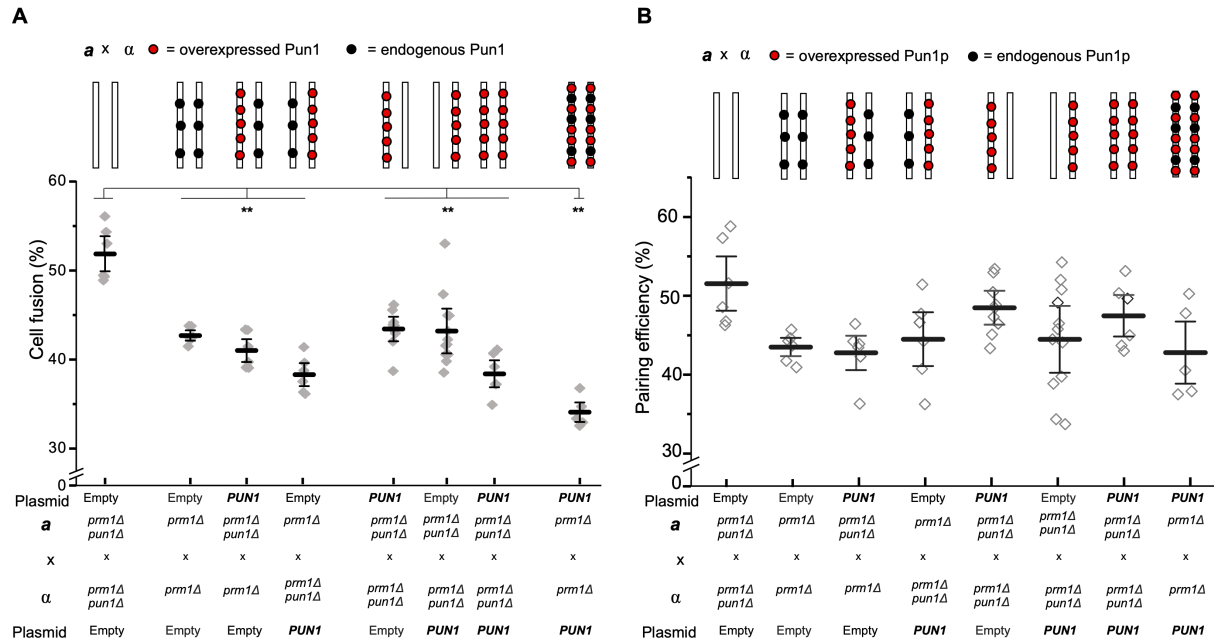 A
a x α = overexpressed Pun1 = endogenous Pun1
60
50
40
30
0
Cell fusion (%)
** ** **
Plasmid Empty Empty PUN1 Empty PUN1 Empty PUN1 PUN1
a prm1Δ prm1Δ prm1Δ prm1Δ prm1Δ prm1Δ prm1Δ prm1Δ
pun1Δ pun1Δ pun1Δ pun1Δ pun1Δ
x x x x x x x x x
α prm1Δ prm1Δ prm1Δ prm1Δ prm1Δ prm1Δ prm1Δ prm1Δ
pun1Δ pun1Δ pun1Δ pun1Δ pun1Δ
Plasmid Empty Empty Empty PUN1 Empty PUN1 PUN1 PUN1
B
a x α = overexpressed Pun1p = endogenous Pun1p
60
50
40
30
0
Pairing efficiency (%)
Plasmid Empty Empty PUN1 Empty PUN1 Empty PUN1 PUN1
a prm1Δ prm1Δ prm1Δ prm1Δ prm1Δ prm1Δ prm1Δ prm1Δ
pun1Δ pun1Δ pun1Δ pun1Δ pun1Δ
x x x x x x x x x
α prm1Δ prm1Δ prm1Δ prm1Δ prm1Δ prm1Δ prm1Δ prm1Δ
pun1Δ pun1Δ pun1Δ pun1Δ pun1Δ
Plasmid Empty Empty Empty PUN1 Empty PUN1 PUN1 PUN1